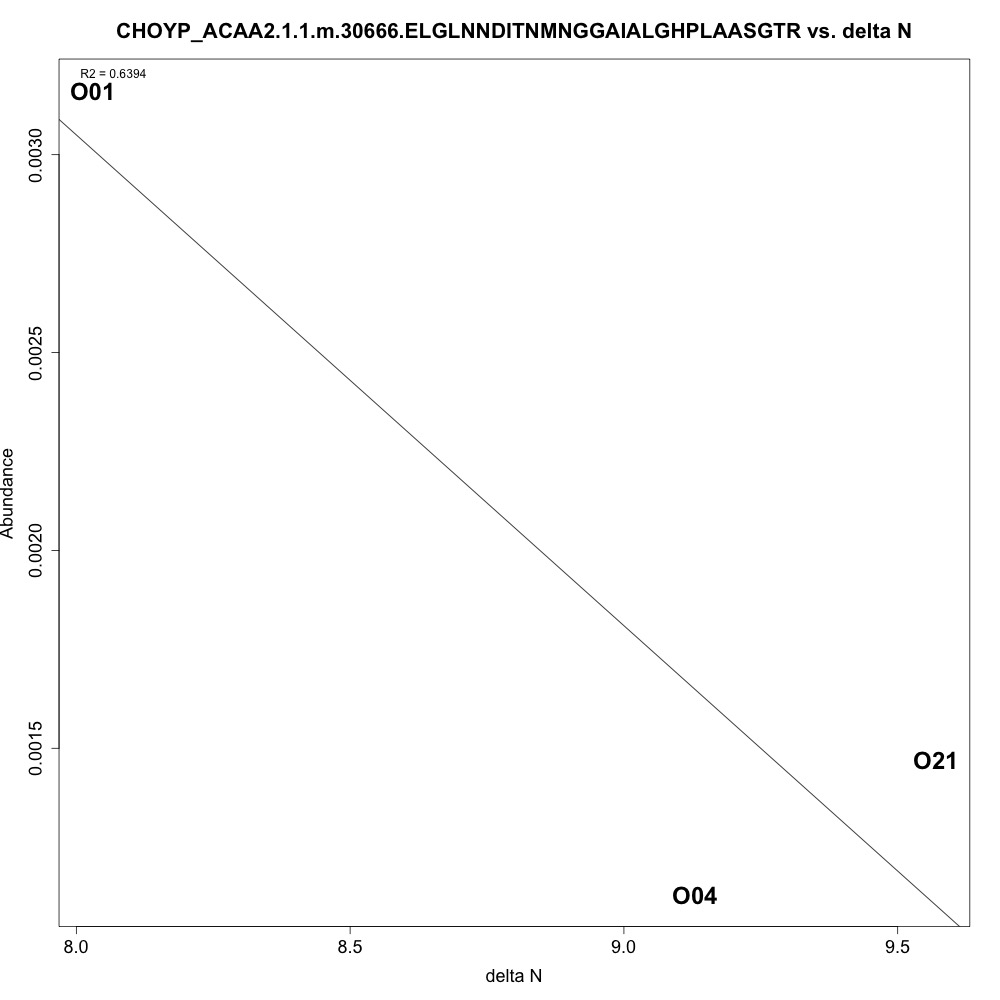 CHOYP_ACAA2.1.1.m.30666.ELGLNNDITNMNGGAIALGHPLAASGTR vs. delta N
R2 = 0.6394
O01
0.0030
0.0025
0.0020
0.0015
Abundance
O21
O04
8.0 8.5 9.0 9.5
delta N